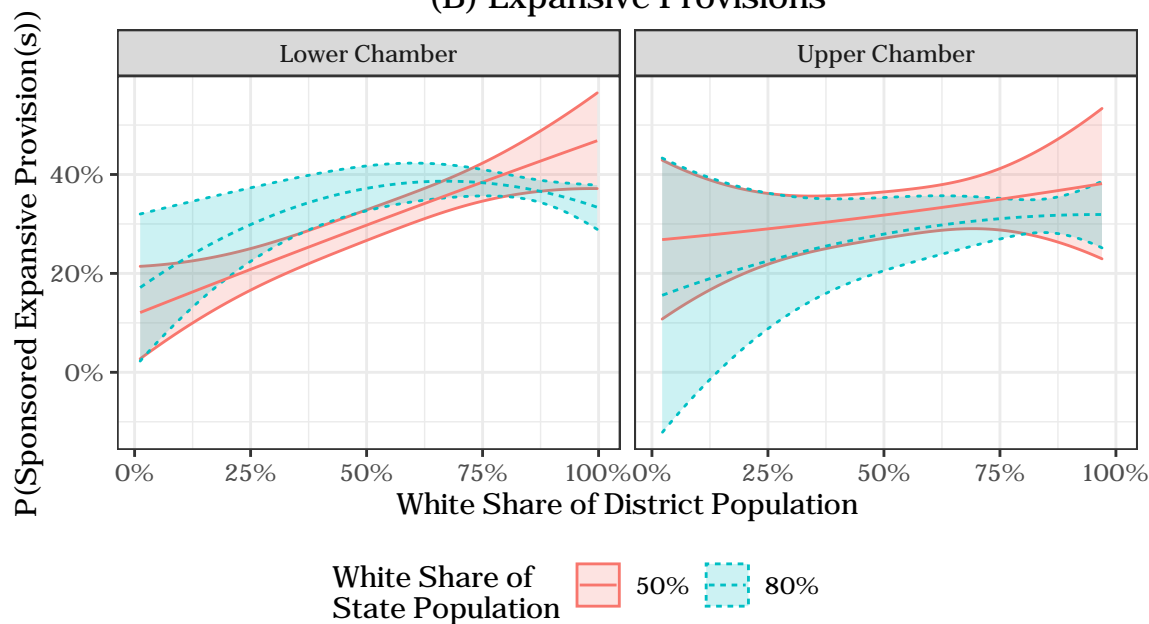 (B) Expansive Provisions
P(Sponsored Expansive Provision(s))
Lower Chamber
Upper Chamber
40%
20%
0%
0% 25% 50% 75% 100% 0% 25% 50% 75% 100%
White Share of District Population
White Share of
State Population
50%
80%